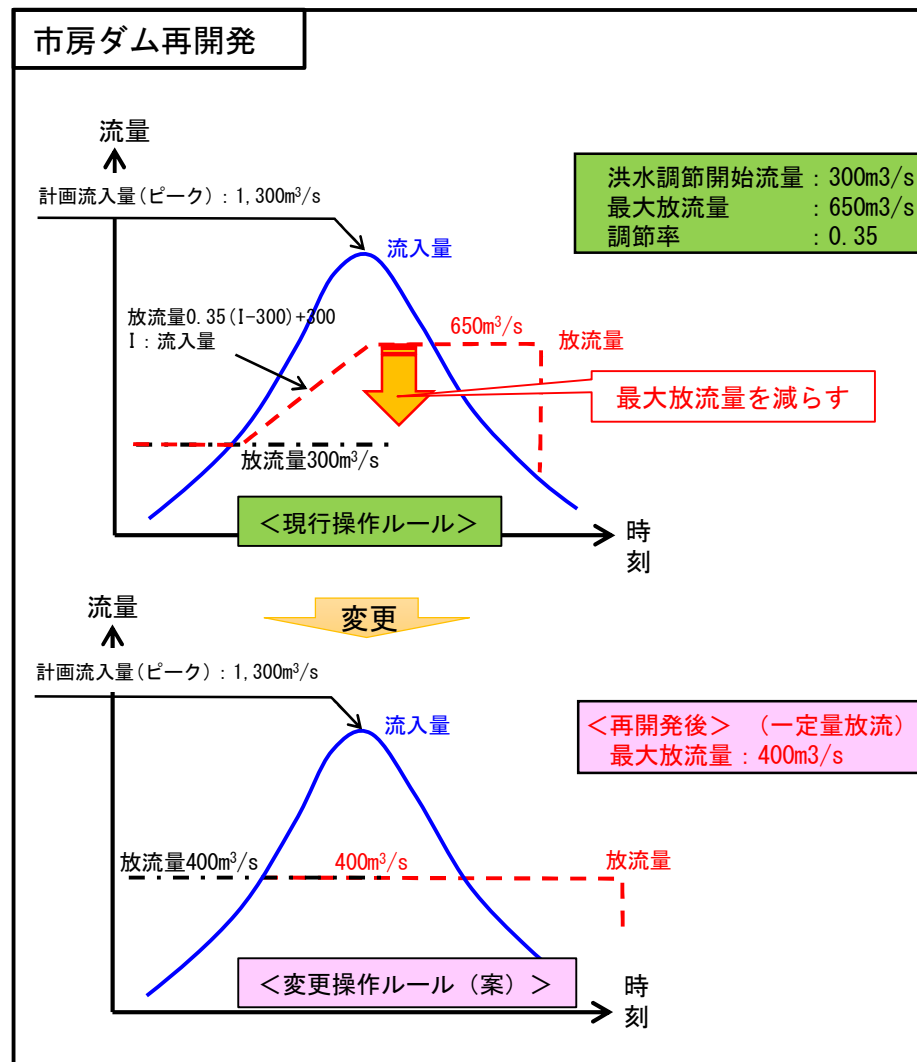 市房ダム再開発
流量
計画流入量(ピーク):1,300m³/s
流入量
洪水調節開始流量:300m3/s
最大放流量 :650m3/s
調節率 :0.35
放流量0.35(I-300)+300
I:流入量
650m³/s
放流量
最大放流量を減らす
放流量300m³/s
<現行操作ルール>
時刻
変更
流量
計画流入量(ピーク):1,300m³/s
流入量
<再開発後> (一定量放流)
最大放流量:400m3/s
放流量400m³/s
400m³/s
放流量
<変更操作ルール(案)>
時刻